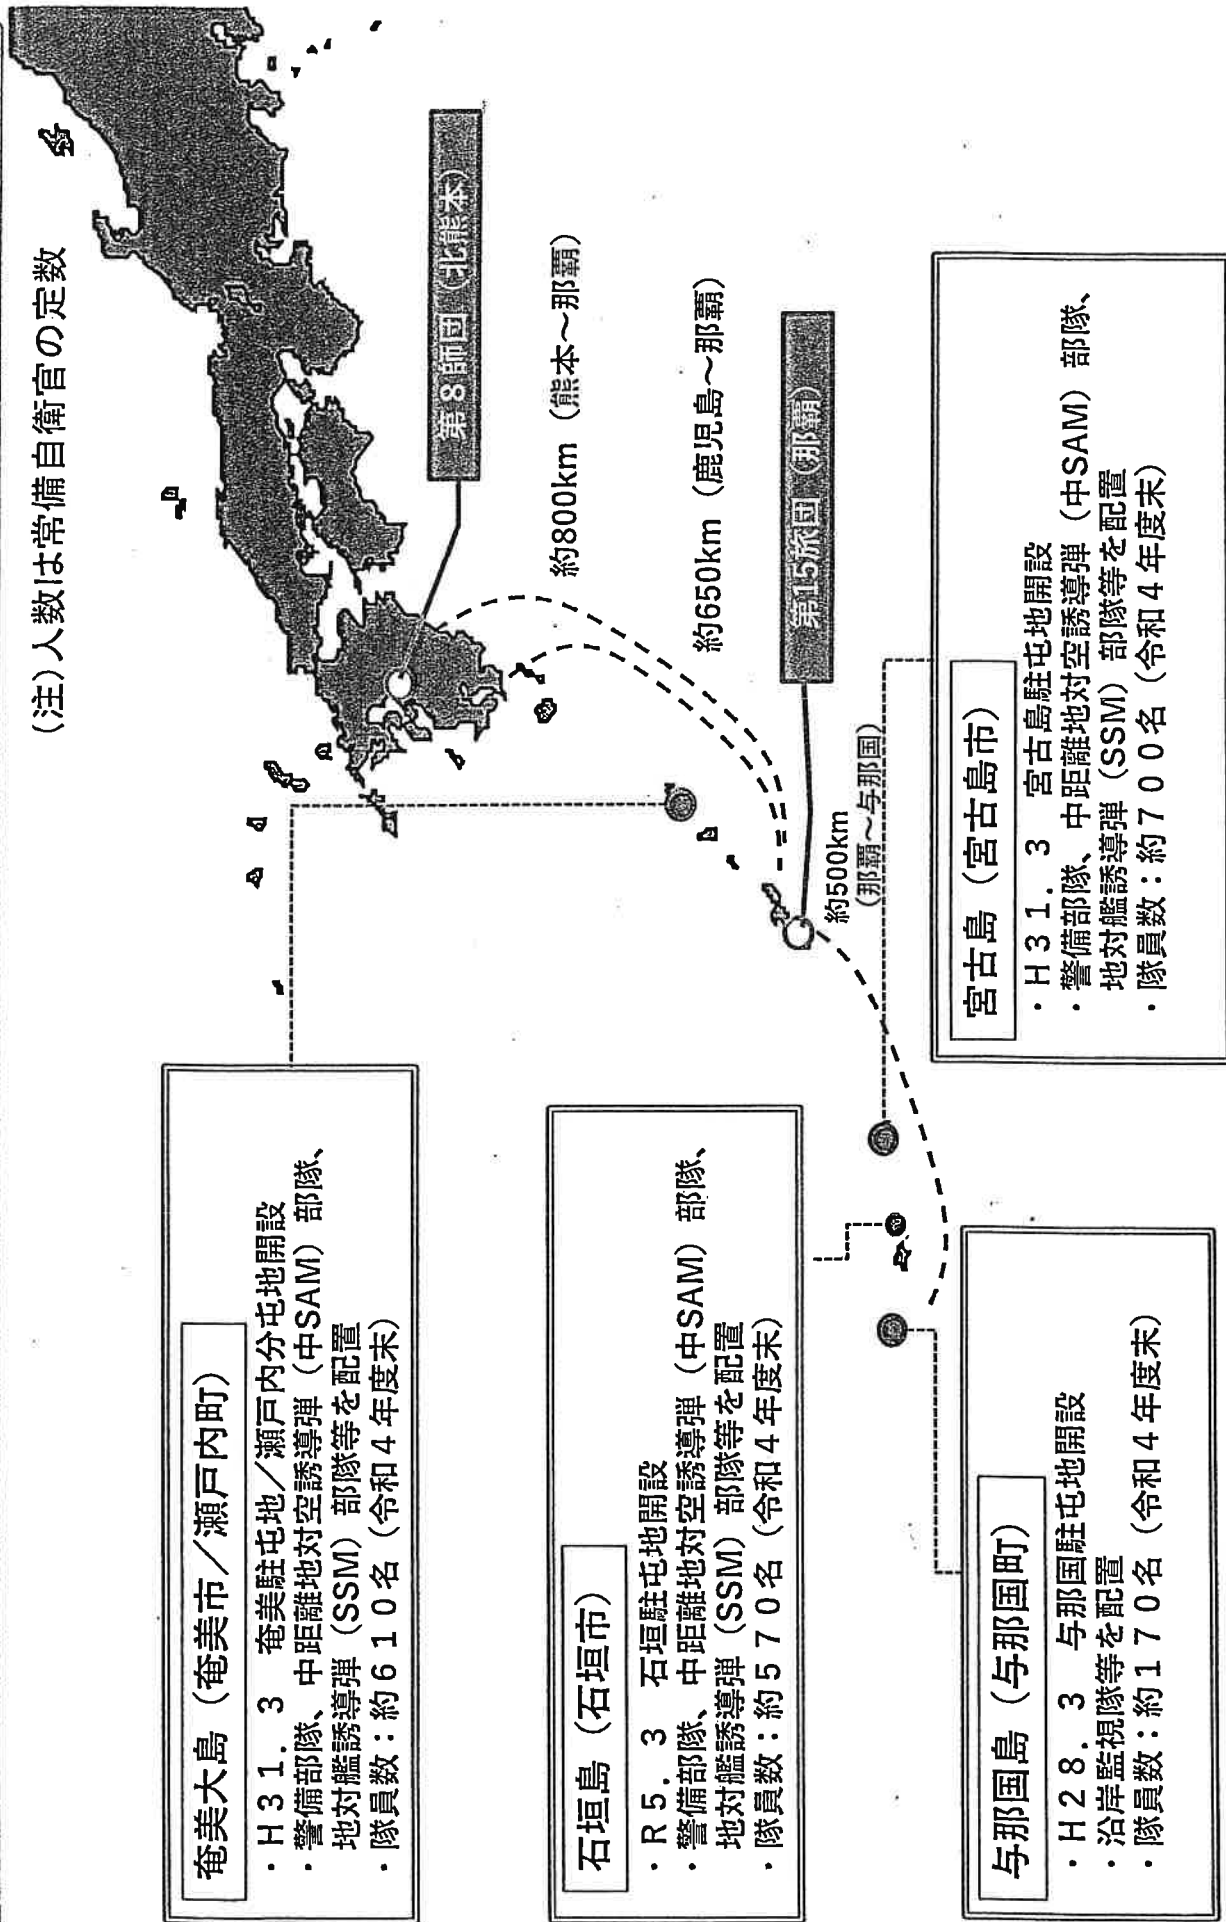 (注)人数は常備自衛官の定数
第8師団(北熊本)
約800km(熊本~那覇)
約650km(鹿児島~那覇)
第15旅団(那覇)
約500km
(那覇~与那国)
奄美大島(奄美市/瀬戸内町)
・H31.3 奄美駐屯地/瀬戸内分屯地開設
・警備部隊、中距離地対空誘導弾(中SAM)部隊、
地対艦誘導弾(SSM)部隊等を配置
・隊員数:約610名(令和4年度末)
石垣島(石垣市)
・R5.3 石垣駐屯地開設
・警備部隊、中距離地対空誘導弾(中SAM)部隊、
地対艦誘導弾(SSM)部隊等を配置
・隊員数:約570名(令和4年度末)
与那国島(与那国町)
・H28.3 与那国駐屯地開設
・沿岸監視隊等を配置
・隊員数:約170名(令和4年度末)
宮古島(宮古島市)
・H31.3 宮古島駐屯地開設
・警備部隊、中距離地対空誘導弾(中SAM)部隊、
地対艦誘導弾(SSM)部隊等を配置
・隊員数:約700名(令和4年度末)